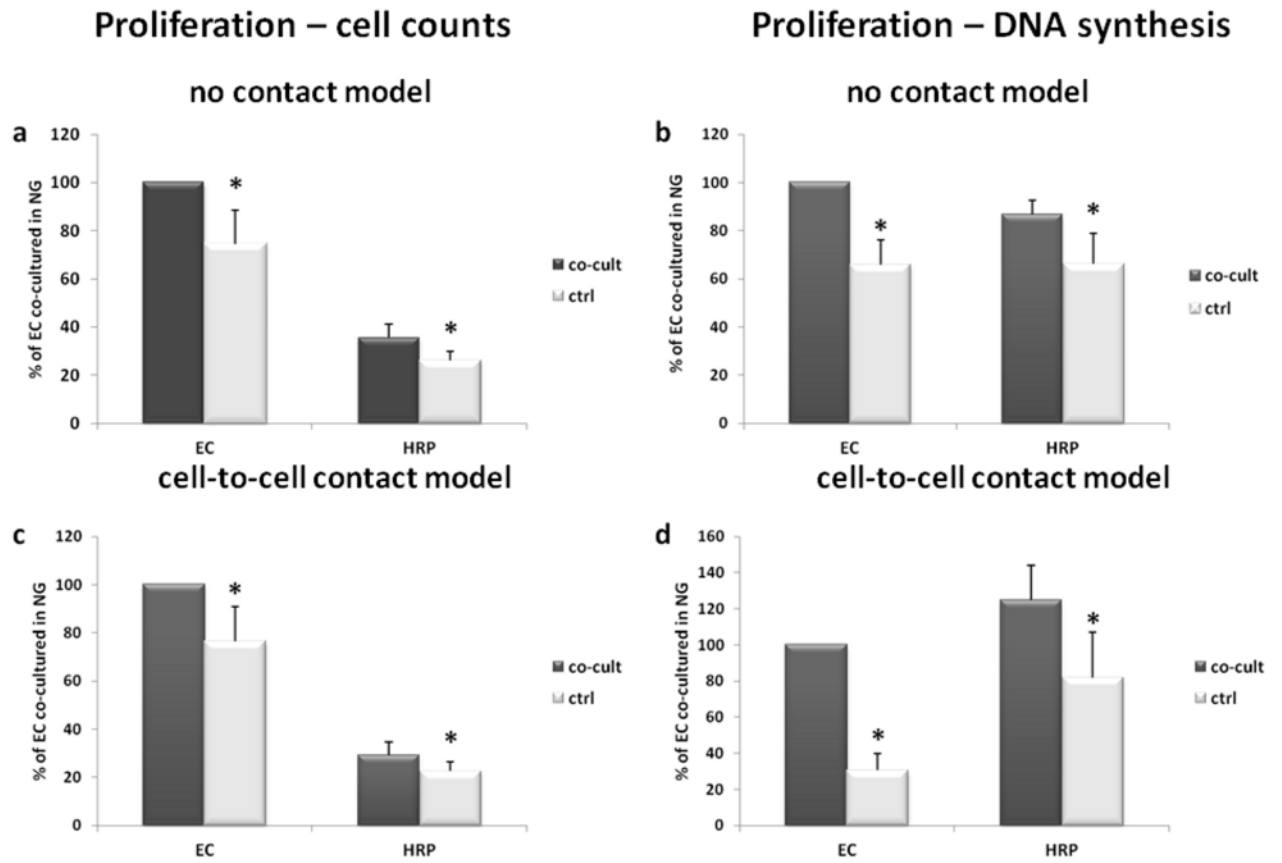 Proliferation – cell counts
no contact model
a
% of EC co-cultured in NG
120
100
80
60
40
20
0
*
*
EC
HRP
co-cult
ctrl
Proliferation – DNA synthesis
no contact model
b
% of EC co-cultured in NG
120
100
80
60
40
20
0
*
*
EC
HRP
co-cult
ctrl
cell-to-cell contact model
c
% of EC co-cultured in NG
120
100
80
60
40
20
0
*
*
EC
HRP
co-cult
ctrl
cell-to-cell contact model
d
% of EC co-cultured in NG
160
140
120
100
80
60
40
20
0
*
*
EC
HRP
co-cult
ctrl